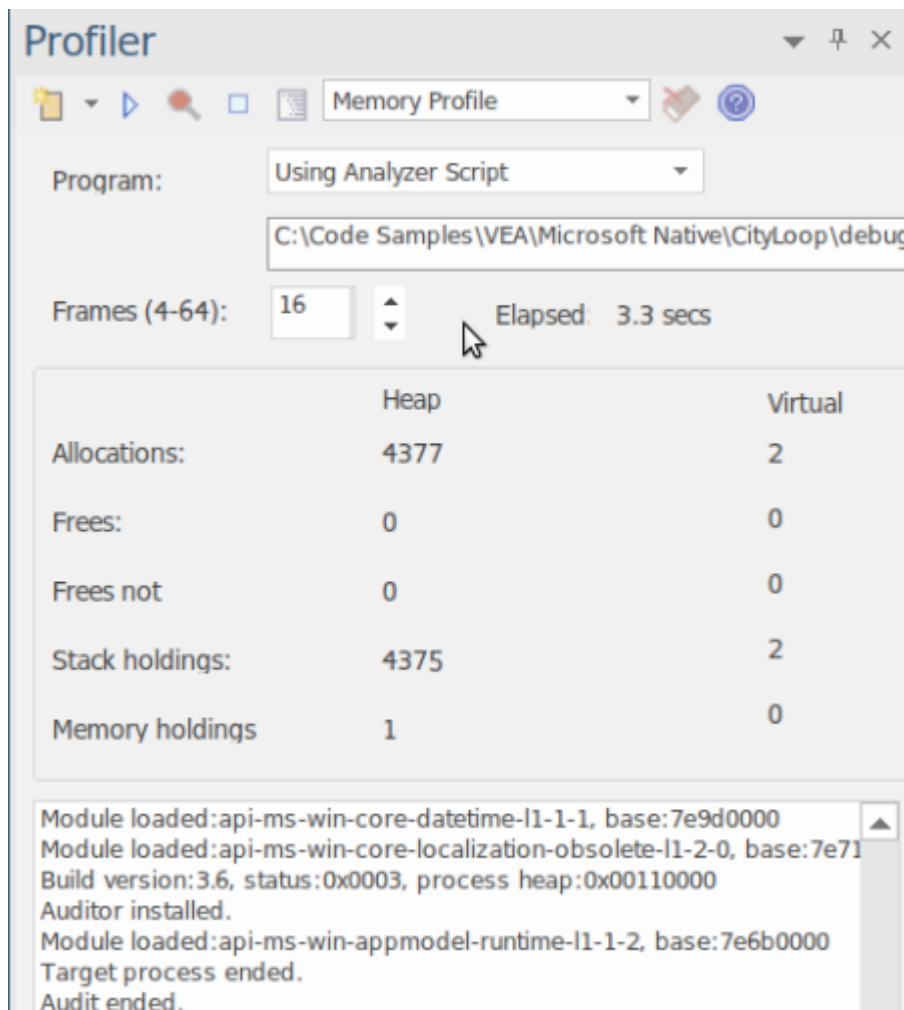 Profiler
Memory Profile
Program: Using Analyzer Script
C:\Code Samples\VEA\Microsoft Native\CityLoop\debug
Frames (4-64): 16 Elapsed: 3.3 secs
Heap Virtual
Allocations: 4377 2
Frees: 0 0
Frees not 0 0
Stack holdings: 4375 2
Memory holdings 1 0
Module loaded:api-ms-win-core-datetime-l1-1-1, base:7e9d0000
Module loaded:api-ms-win-core-localization-obsolete-l1-2-0, base:7e71
Build version:3.6, status:0x0003, process heap:0x00110000
Auditor installed.
Module loaded:api-ms-win-appmodel-runtime-l1-1-2, base:7e6b0000
Target process ended.
Audit ended.